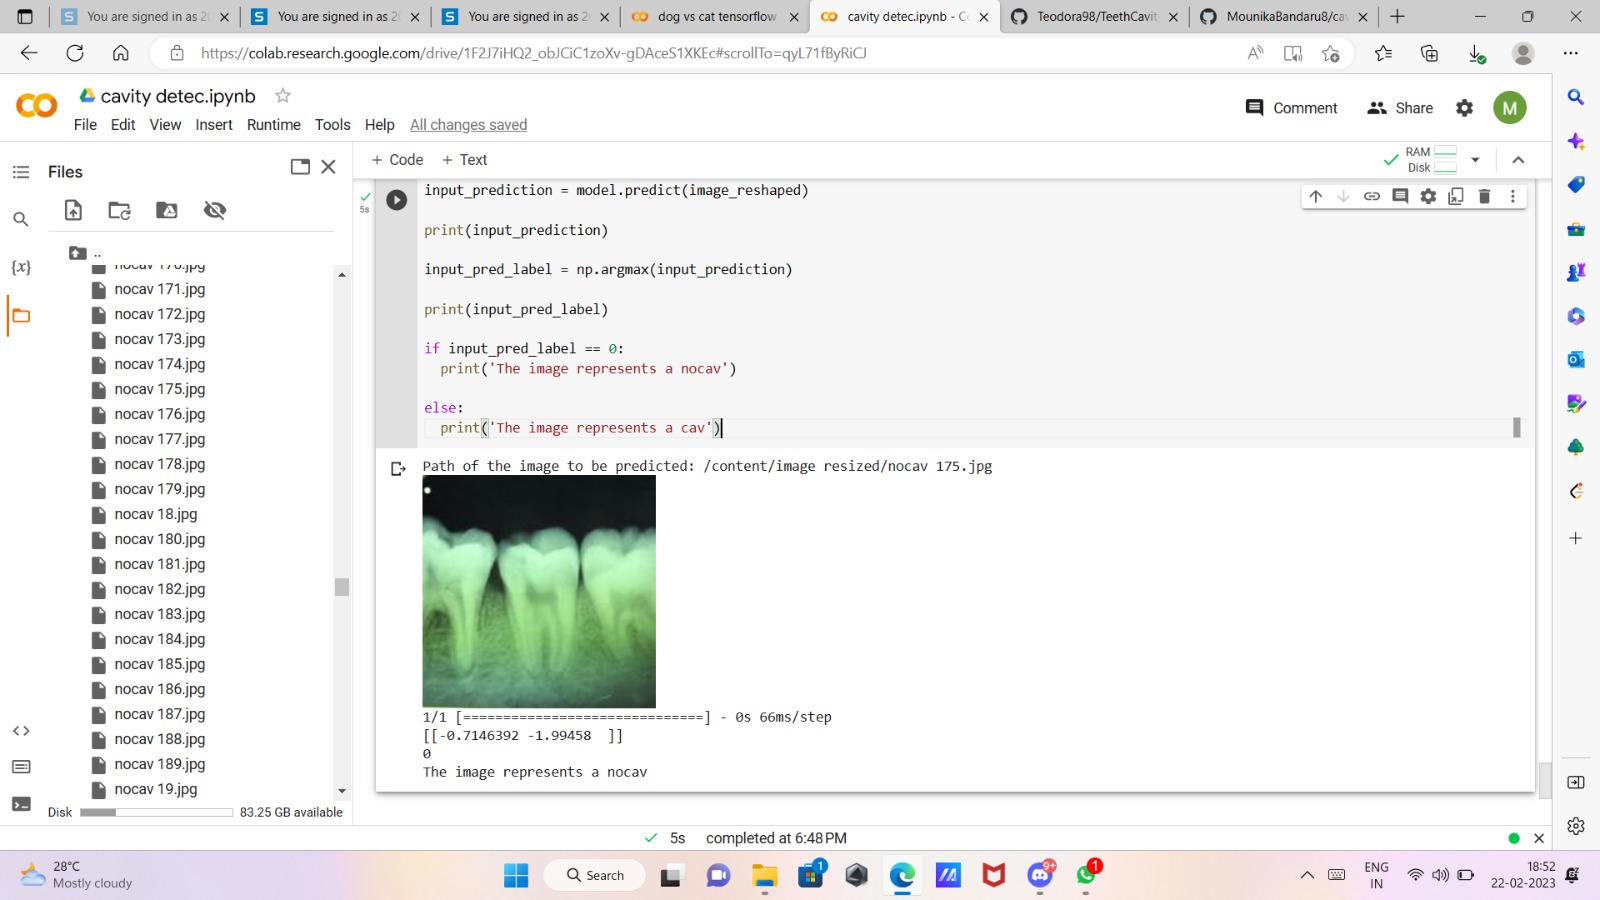 You are signed in as 2
You are signed in as 2
You are signed in as 2
dog vs cat tensorflow
cavity detec.ipynb - C
Teodora98/TeethCavit
MounikaBandaru8/ca
https://colab.research.google.com/drive/1F2J7iHQ2_obJCiC1zoXv-gDAceS1XKEc#scrollTo=qyL71fByRiCJ
cavity detec.ipynb
Comment
Share
M
File Edit View Insert Runtime Tools Help All changes saved
Files
+ Code + Text
RAM
Disk
..
nocav 170.jpg
nocav 171.jpg
nocav 172.jpg
nocav 173.jpg
nocav 174.jpg
nocav 175.jpg
nocav 176.jpg
nocav 177.jpg
nocav 178.jpg
nocav 179.jpg
nocav 18.jpg
nocav 180.jpg
nocav 181.jpg
nocav 182.jpg
nocav 183.jpg
nocav 184.jpg
nocav 185.jpg
nocav 186.jpg
nocav 187.jpg
nocav 188.jpg
nocav 189.jpg
nocav 19.jpg
Disk 83.25 GB available
5s
input_prediction = model.predict(image_reshaped)
print(input_prediction)
input_pred_label = np.argmax(input_prediction)
print(input_pred_label)
if input_pred_label == 0:
print('The image represents a nocav')
else:
print('The image represents a cav')
Path of the image to be predicted: /content/image resized/nocav 175.jpg
1/1 [==============================] - 0s 66ms/step
[[-0.7146392 -1.99458  ]]
0
The image represents a nocav
5s completed at 6:48 PM
28°C
Mostly cloudy
Search
1
9+
1
ENG
IN
18:52
22-02-2023